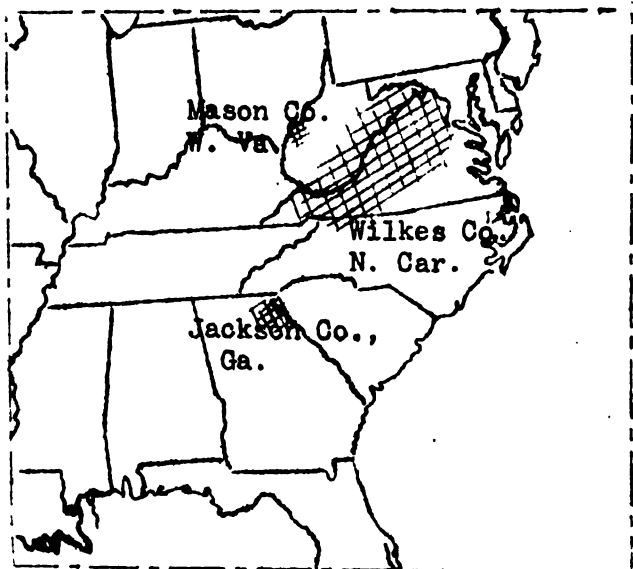 Mason Co.
W. Va
Wilkes Co.
N. Car.
Jackson Co.,
Ga.